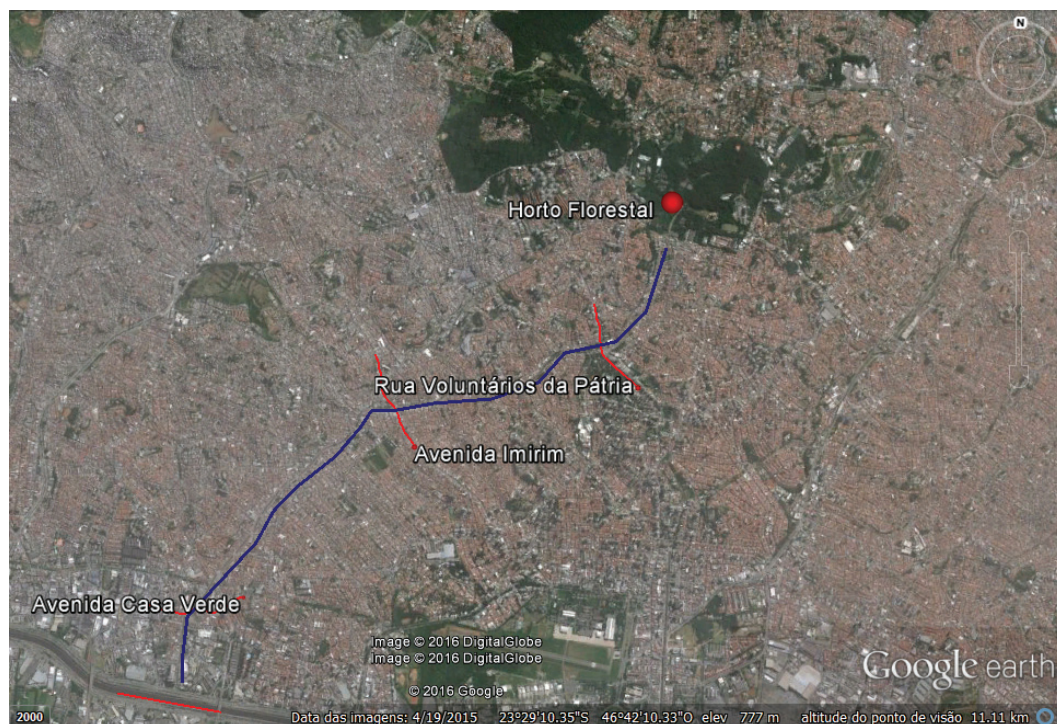 N
Horto Florestal
Rua Voluntários da Pátria
Avenida Imirim
Avenida Casa Verde
Image © 2016 DigitalGlobe
Image © 2016 DigitalGlobe
© 2016 Google
Google earth
2000 Data das imagens: 4/19/2015 23°29'10.35"S 46°42'10.33"O elev 777 m altitude do ponto de visão 11.11 km